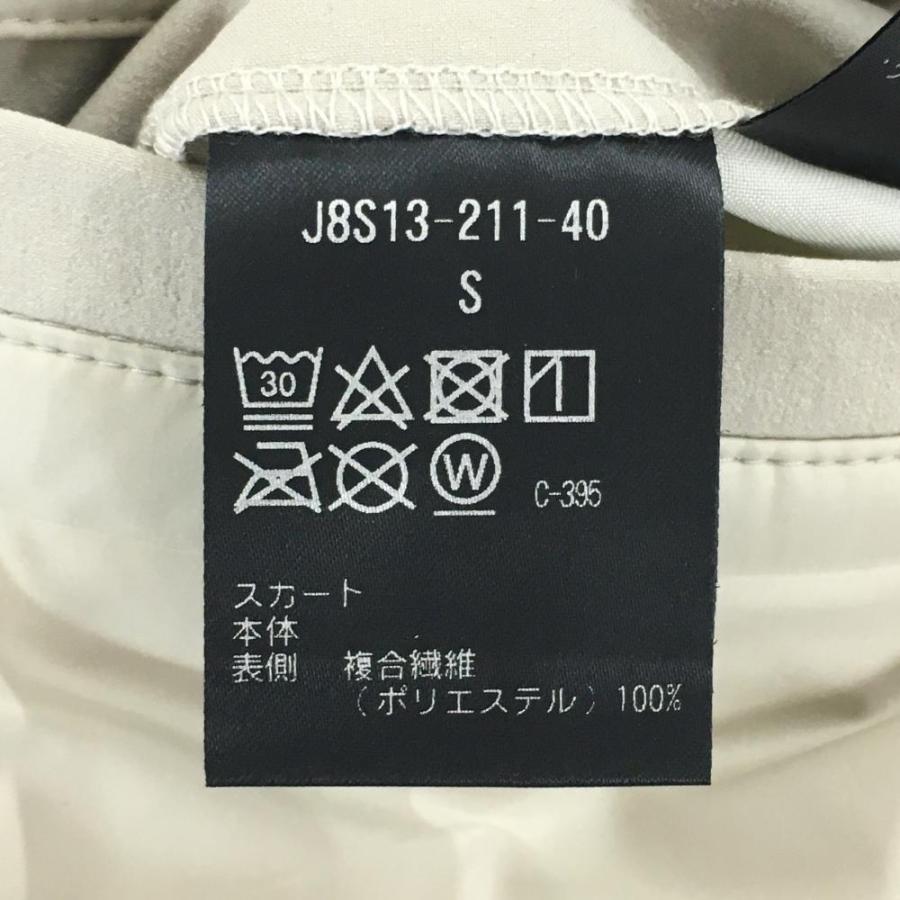 J8S13-211-40
S
30
W
C-395
スカート
本体
表側 複合繊維
(ポリエステル)100%